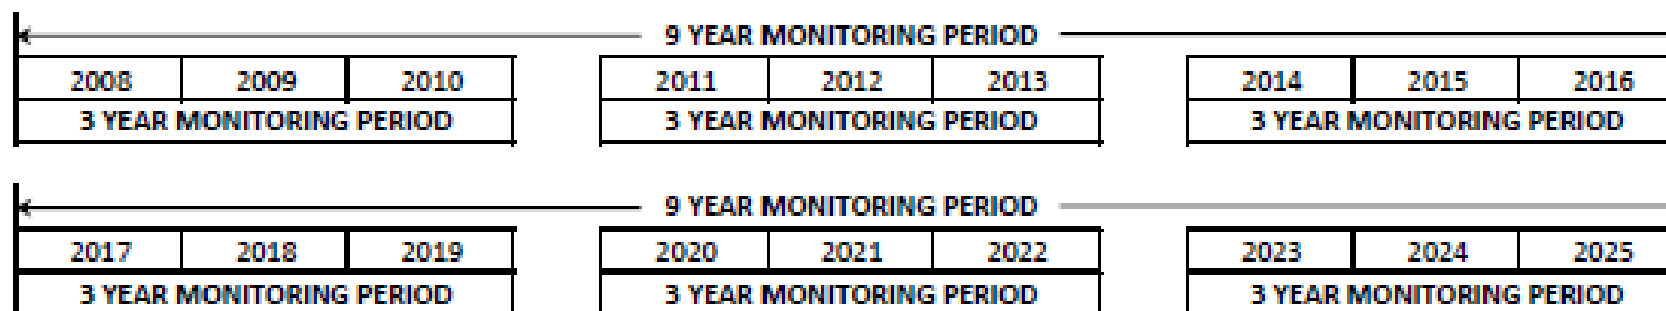 9 YEAR MONITORING PERIOD
2008 2009 2010 2011 2012 2013 2014 2015 2016
3 YEAR MONITORING PERIOD 3 YEAR MONITORING PERIOD 3 YEAR MONITORING PERIOD
9 YEAR MONITORING PERIOD
2017 2018 2019 2020 2021 2022 2023 2024 2025
3 YEAR MONITORING PERIOD 3 YEAR MONITORING PERIOD 3 YEAR MONITORING PERIOD